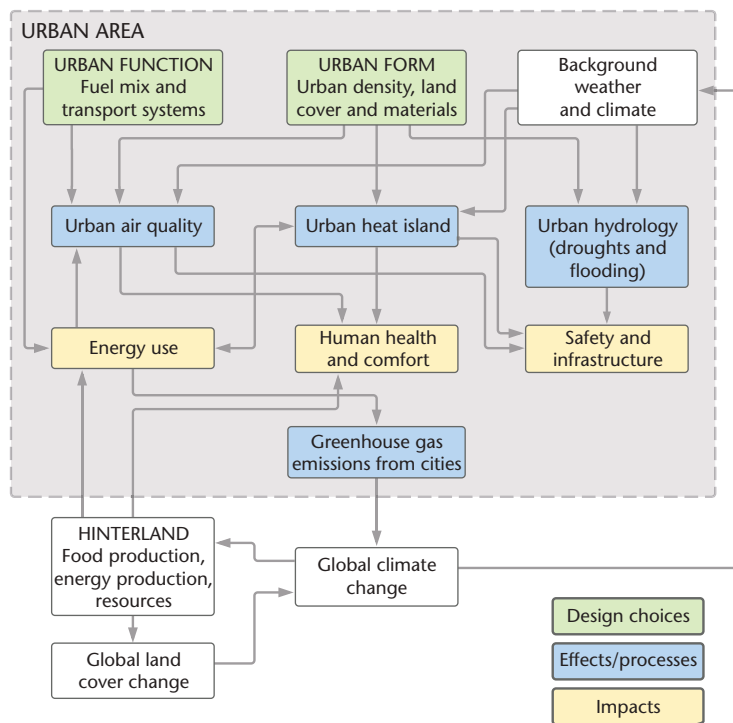 URBAN AREA
URBAN FUNCTION
Fuel mix and
transport systems
URBAN FORM
Urban density, land
cover and materials
Background
weather
and climate
Urban air quality
Urban heat island
Urban hydrology
(droughts and
flooding)
Energy use
Human health
and comfort
Safety and
infrastructure
Greenhouse gas
emissions from cities
HINTERLAND
Food production,
energy production,
resources
Global climate
change
Global land
cover change
Design choices
Effects/processes
Impacts